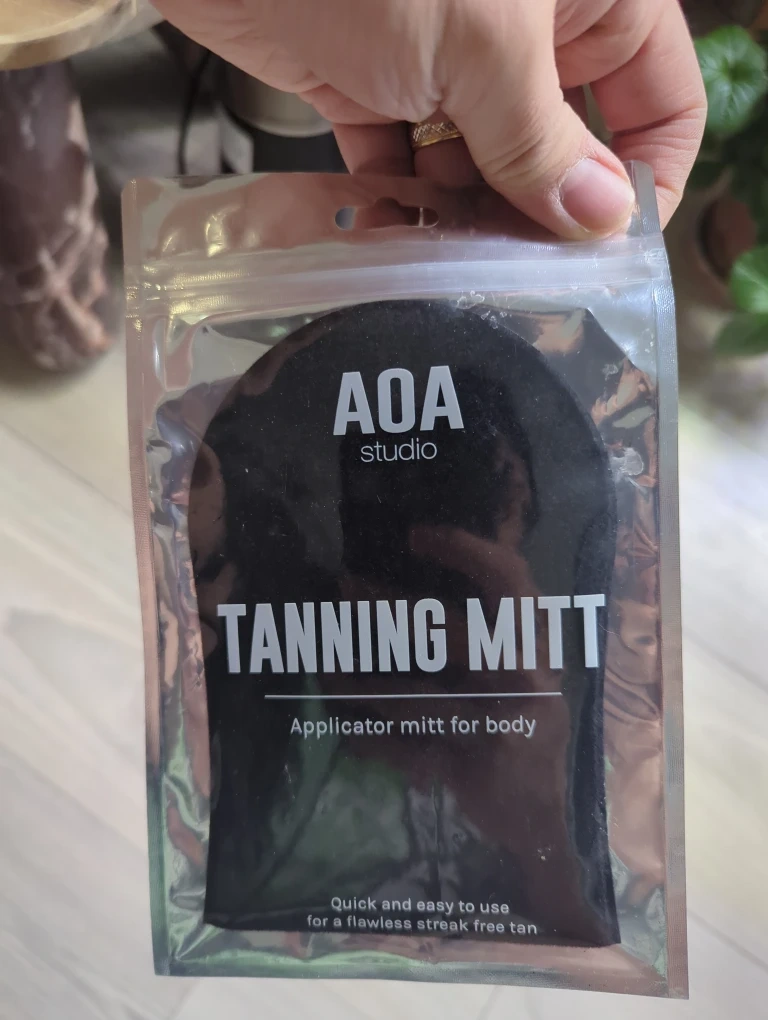 AOA
studio
TANNING MITT
Applicator mitt for body
Quick and easy to use
for a flawless streak free tan